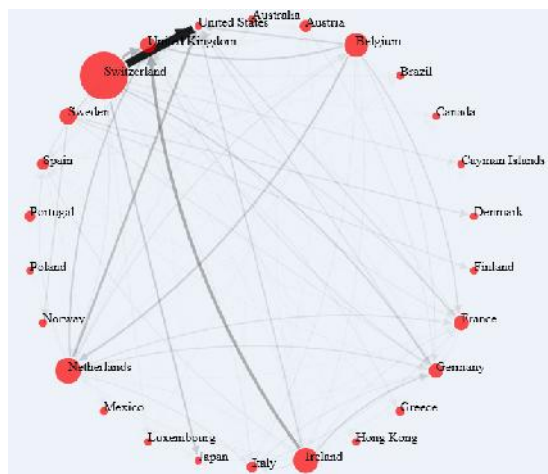 Australia
United States
Austria
United Kingdom
Belgium
Switzerland
Brazil
Sweden
Canada
Spain
Cayman Islands
Portugal
Denmark
Poland
Finland
Norway
France
Netherlands
Germany
Mexico
Greece
Luxembourg
Hong Kong
Japan
Italy
Ireland